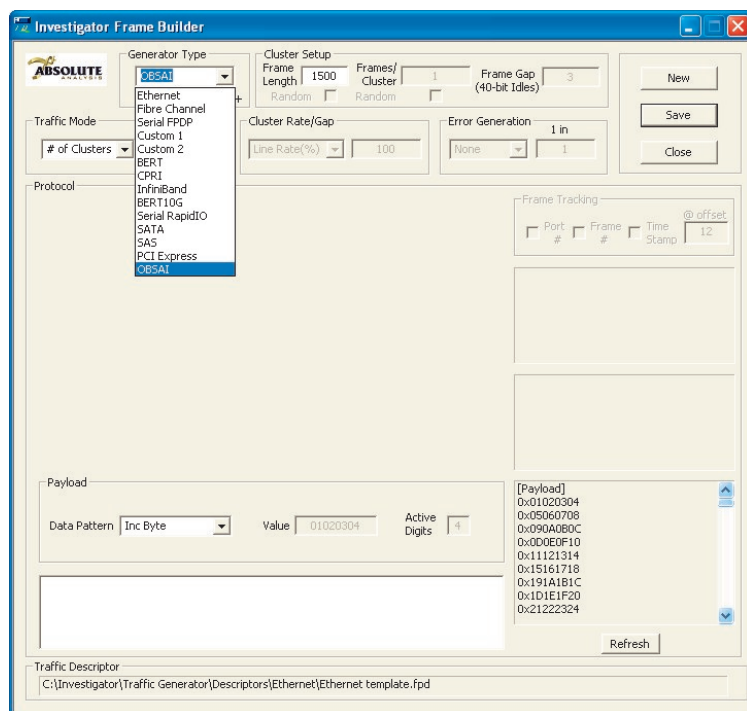 Investigator Frame Builder
ABSOLUTE
ANALYSIS
Generator Type
OBSAI
Ethernet
Fibre Channel
Serial FPDP
Custom 1
Custom 2
BERT
CPRI
InfiniBand
BERT10G
Serial RapidIO
SATA
SAS
PCI Express
OBSAI
Cluster Setup
Frame Length 1500
Frames/ Cluster 1
Frame Gap (40-bit Idles) 3
Random
Random
New
Save
Close
Traffic Mode
# of Clusters
+
Cluster Rate/Gap
Line Rate(%) 100
Error Generation
None
1 in
1
Protocol
Frame Tracking
Port #
Frame #
Time Stamp
@ offset
12
Payload
Data Pattern Inc Byte
Value 01020304
Active Digits 4
[Payload]
0x01020304
0x05060708
0x090A0B0C
0x0D0E0F10
0x11121314
0x15161718
0x191A1B1C
0x1D1E1F20
0x21222324
Refresh
Traffic Descriptor
C:\Investigator\Traffic Generator\Descriptors\Ethernet\Ethernet template.fpd